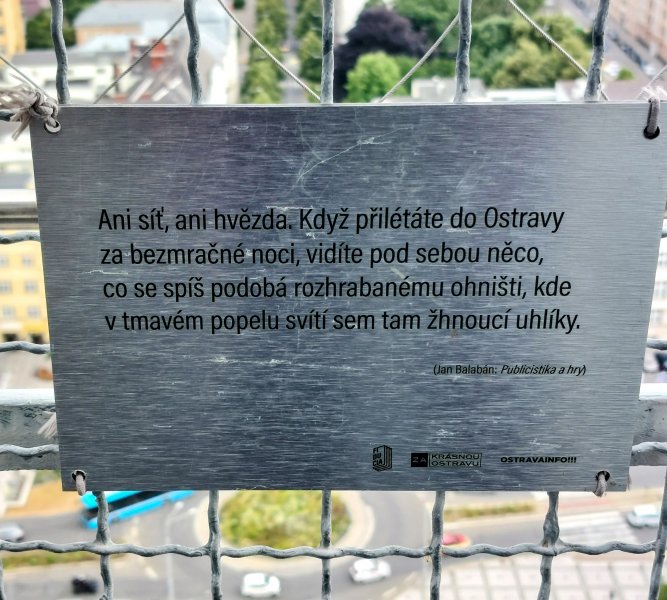 Ani síť, ani hvězda. Když přilétáte do Ostravy
za bezmračné noci, vidíte pod sebou něco,
co se spíš podobá rozhrabanému ohništi, kde
v tmavém popelu svítí sem tam žhnoucí uhlíky.
(Jan Balabán: Publicistika a hry)
ZA KRÁSNOU
OSTRAVU
OSTRAVAINFO!!!